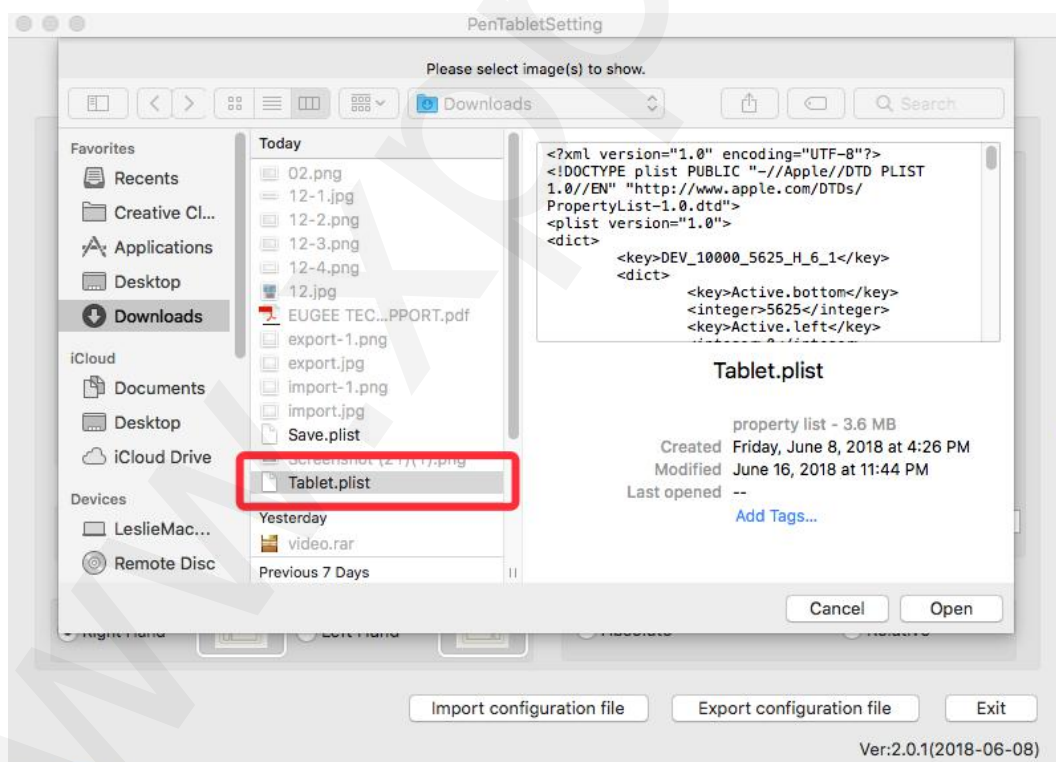 PenTabletSetting
Please select image(s) to show.
Downloads
Search
Favorites
Recents
Creative Cl...
Applications
Desktop
Downloads
iCloud
Documents
Desktop
iCloud Drive
Devices
LeslieMac...
Remote Disc
Today
02.png
12-1.jpg
12-2.png
12-3.png
12-4.png
12.jpg
EUGEE TEC...PPORT.pdf
export-1.png
export.jpg
import-1.png
import.jpg
Save.plist
Screenshot (21)(1).png
Tablet.plist
Yesterday
video.rar
Previous 7 Days
<?xml version="1.0" encoding="UTF-8"?>
<!DOCTYPE plist PUBLIC "-//Apple//DTD PLIST
1.0//EN" "http://www.apple.com/DTDs/
PropertyList-1.0.dtd">
<plist version="1.0">
<dict>
<key>DEV_10000_5625_H_6_1</key>
<dict>
<key>Active.bottom</key>
<integer>5625</integer>
<key>Active.left</key>
Tablet.plist
property list - 3.6 MB
Created Friday, June 8, 2018 at 4:26 PM
Modified June 16, 2018 at 11:44 PM
Last opened --
Add Tags...
Cancel
Open
Right Hand
Left Hand
Absolute
Relative
Import configuration file
Export configuration file
Exit
Ver:2.0.1(2018-06-08)